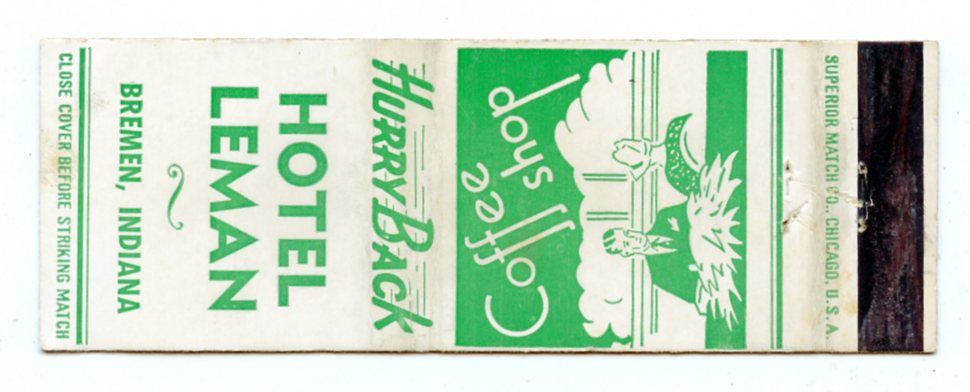 SUPERIOR MATCH CO., CHICAGO, U.S.A.
Coffee
shop
HURRY BACK
HOTEL
LEMAN
BREMEN, INDIANA
CLOSE COVER BEFORE STRIKING MATCH